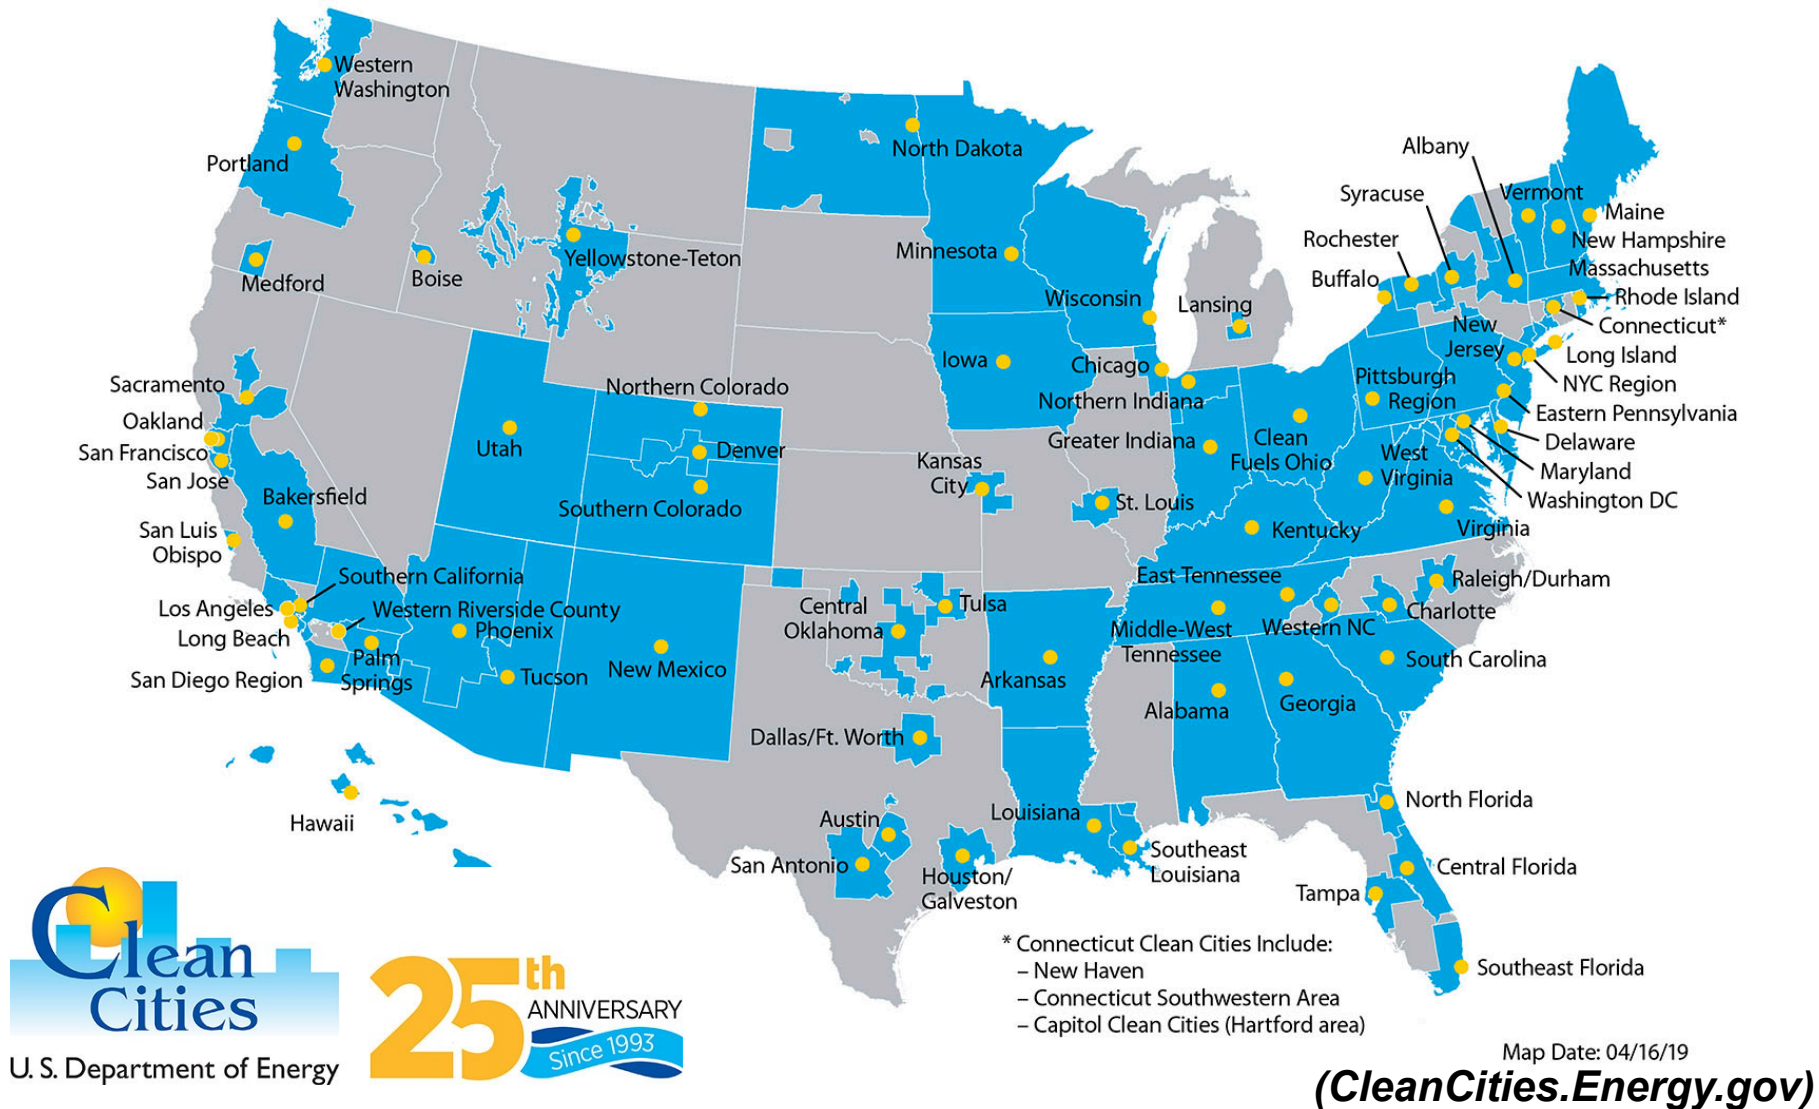 Western
Washington
Portland
Medford
Boise
Yellowstone-Teton
North Dakota
Minnesota
Wisconsin
Iowa
Chicago
Lansing
Northern Indiana
Greater Indiana
Clean
Fuels Ohio
Albany
Syracuse
Rochester
Buffalo
Vermont
Maine
New Hampshire
Massachusetts
Rhode Island
Connecticut*
New
Jersey
Long Island
NYC Region
Pittsburgh
Region
Eastern Pennsylvania
Delaware
Maryland
Washington DC
West
Virginia
Virginia
Kentucky
Sacramento
Oakland
San Francisco
San Jose
Bakersfield
San Luis
Obispo
Southern California
Los Angeles
Western Riverside County
Long Beach
Palm
Springs
San Diego Region
Utah
Northern Colorado
Denver
Southern Colorado
Phoenix
Tucson
New Mexico
Kansas
City
St. Louis
Central
Oklahoma
Tulsa
Arkansas
East Tennessee
Middle-West
Tennessee
Western NC
Raleigh/Durham
Charlotte
South Carolina
Alabama
Georgia
Dallas/Ft. Worth
Austin
San Antonio
Houston/
Galveston
Louisiana
Southeast
Louisiana
North Florida
Central Florida
Tampa
Southeast Florida
Hawaii
* Connecticut Clean Cities Include:
– New Haven
– Connecticut Southwestern Area
– Capitol Clean Cities (Hartford area)
Clean
Cities
U. S. Department of Energy
25th
ANNIVERSARY
Since 1993
Map Date: 04/16/19
(CleanCities.Energy.gov)